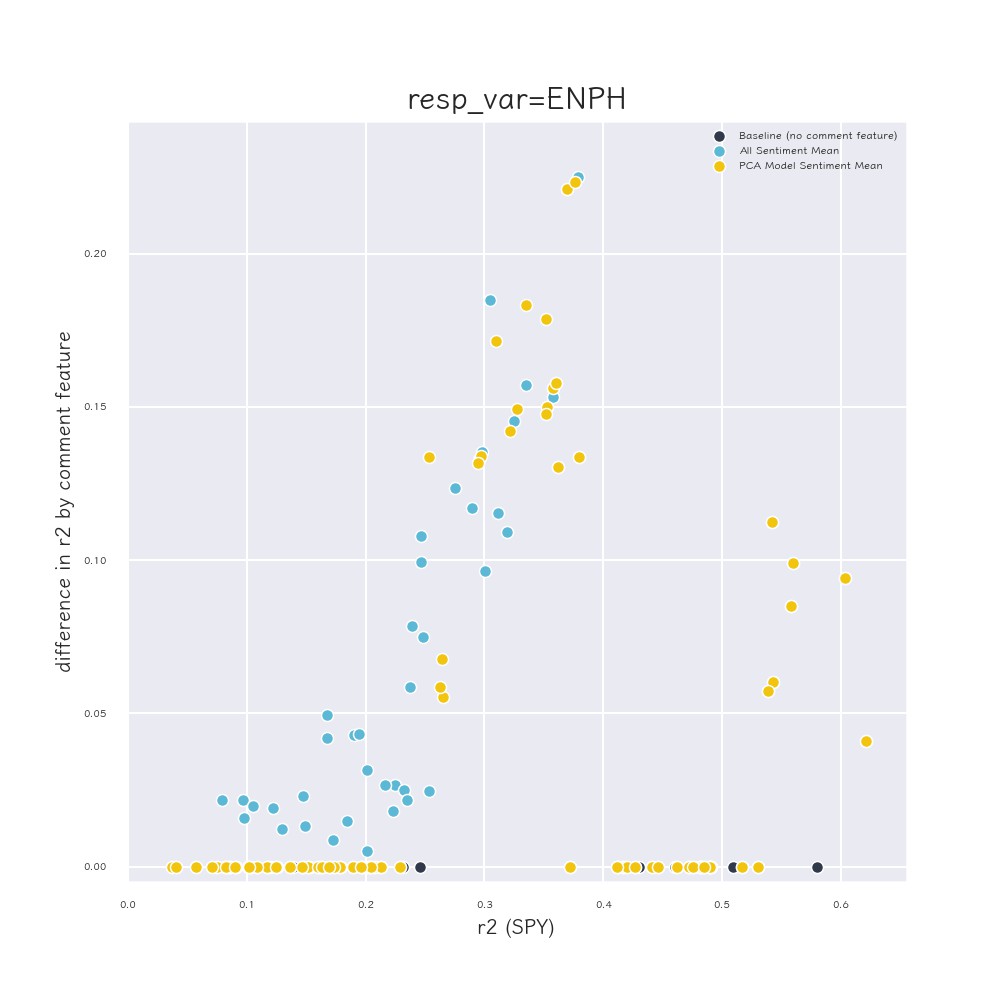 resp_var=ENPH
Baseline (no comment feature)
All Sentiment Mean
PCA Model Sentiment Mean
difference in r2 by comment feature
0.20
0.15
0.10
0.05
0.00
0.0 0.1 0.2 0.3 0.4 0.5 0.6
r2 (SPY)